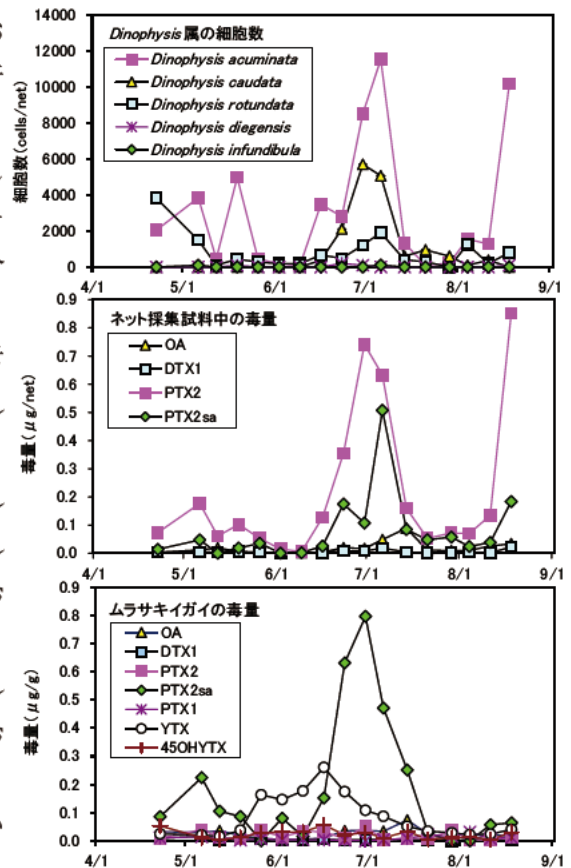 Dinophysis属の細胞数
Dinophysis acuminata
Dinophysis caudata
Dinophysis rotundata
Dinophysis diegensis
Dinophysis infundibula
細胞数(cells/net)
14000
12000
10000
8000
6000
4000
2000
0
4/1 5/1 6/1 7/1 8/1 9/1
ネット採集試料中の毒量
OA
DTX1
PTX2
PTX2sa
毒量(μg/net)
0.9
0.8
0.7
0.6
0.5
0.4
0.3
0.2
0.1
0.0
4/1 5/1 6/1 7/1 8/1 9/1
ムラサキイガイの毒量
OA
DTX1
PTX2
PTX2sa
PTX1
YTX
45OHYTX
毒量(μg/g)
0.9
0.8
0.7
0.6
0.5
0.4
0.3
0.2
0.1
0.0
4/1 5/1 6/1 7/1 8/1 9/1